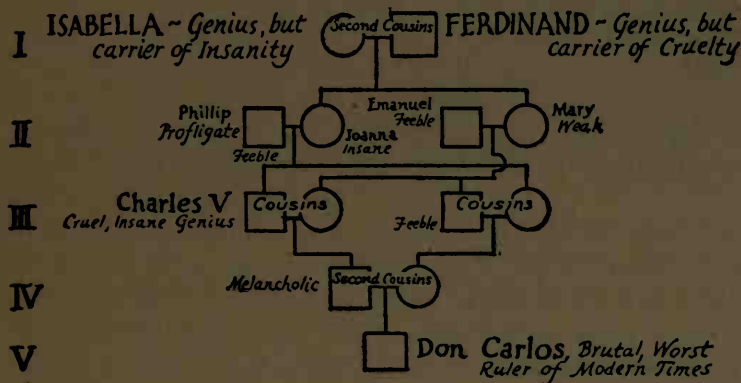 I
ISABELLA ~ Genius, but
carrier of Insanity
Second Cousins
FERDINAND ~ Genius, but
carrier of Cruelty
II
Phillip
Profligate
Feeble
Joanna
Insane
Emanuel
Feeble
Mary
Weak
III
Charles V
Cruel, Insane Genius
Cousins
Feeble
Cousins
IV
Melancholic
Second Cousins
V
Don Carlos, Brutal, Worst
Ruler of Modern Times